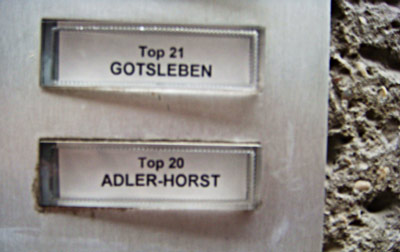 Top 21
GOTSLEBEN
Top 20
ADLER-HORST